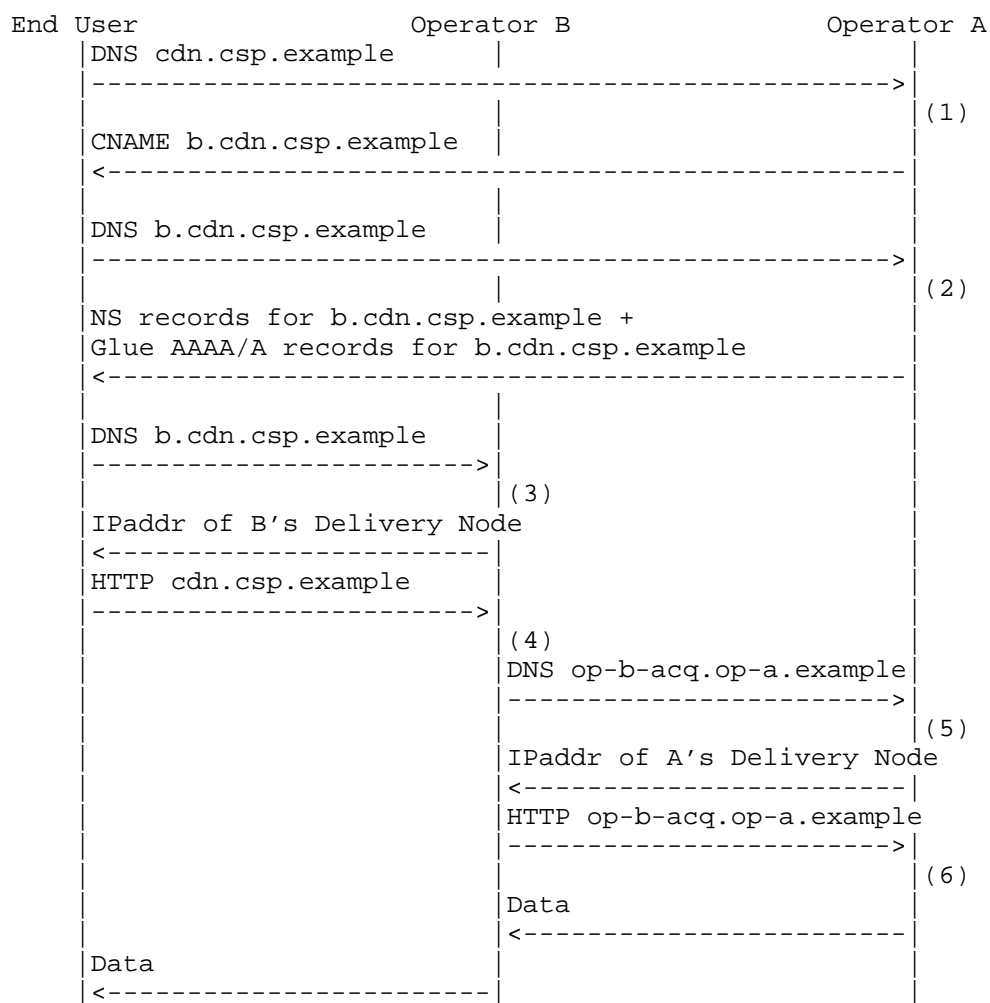 End User Operator B Operator A
DNS cdn.csp.example
(1)
CNAME b.cdn.csp.example
DNS b.cdn.csp.example
(2)
NS records for b.cdn.csp.example +
Glue AAAA/A records for b.cdn.csp.example
DNS b.cdn.csp.example
(3)
IPaddr of B's Delivery Node
HTTP cdn.csp.example
(4)
DNS op-b-acq.op-a.example
(5)
IPaddr of A's Delivery Node
HTTP op-b-acq.op-a.example
(6)
Data
Data